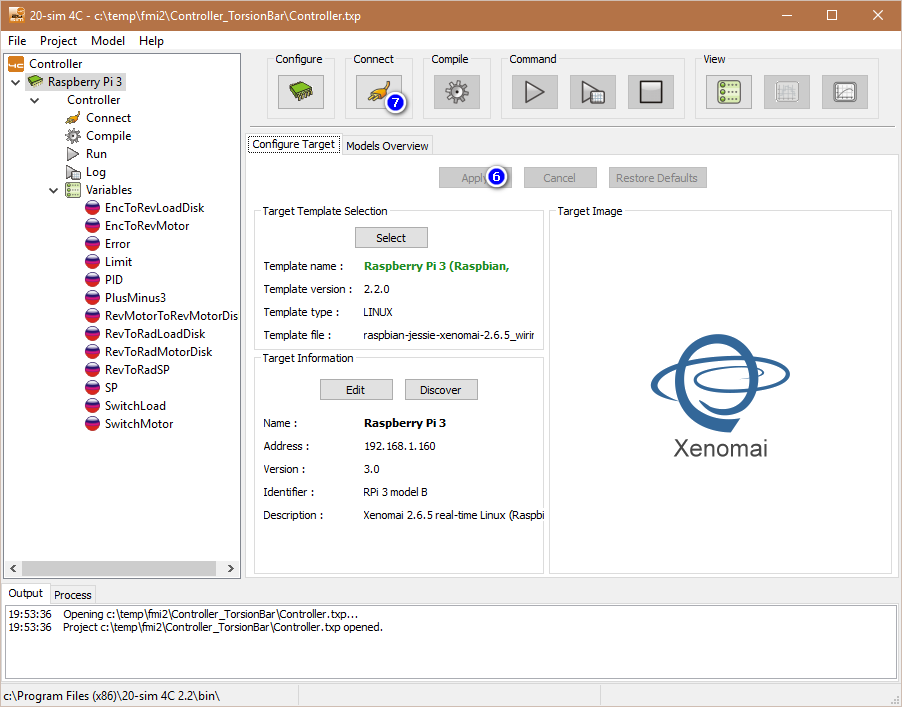 20-sim 4C - c:\temp\fmi2\Controller_TorsionBar\Controller.txp
File Project Model Help
Controller
Raspberry Pi 3
Controller
Connect
Compile
Run
Log
Variables
EncToRevLoadDisk
EncToRevMotor
Error
Limit
PID
PlusMinus3
RevMotorToRevMotorDis
RevToRadLoadDisk
RevToRadMotorDisk
RevToRadSP
SP
SwitchLoad
SwitchMotor
Configure Connect Compile Command View
7
Configure Target Models Overview
Apply 6 Cancel Restore Defaults
Target Template Selection
Select
Template name : Raspberry Pi 3 (Raspbian,
Template version : 2.2.0
Template type : LINUX
Template file : raspbian-jessie-xenomai-2.6.5_wirin
Target Information
Edit Discover
Name : Raspberry Pi 3
Address : 192.168.1.160
Version : 3.0
Identifier : RPi 3 model B
Description : Xenomai 2.6.5 real-time Linux (Raspbi
Target Image
Xenomai
Output Process
19:53:36 Opening c:\temp\fmi2\Controller_TorsionBar\Controller.txp...
19:53:36 Project c:\temp\fmi2\Controller_TorsionBar\Controller.txp opened.
c:\Program Files (x86)\20-sim 4C 2.2\bin\